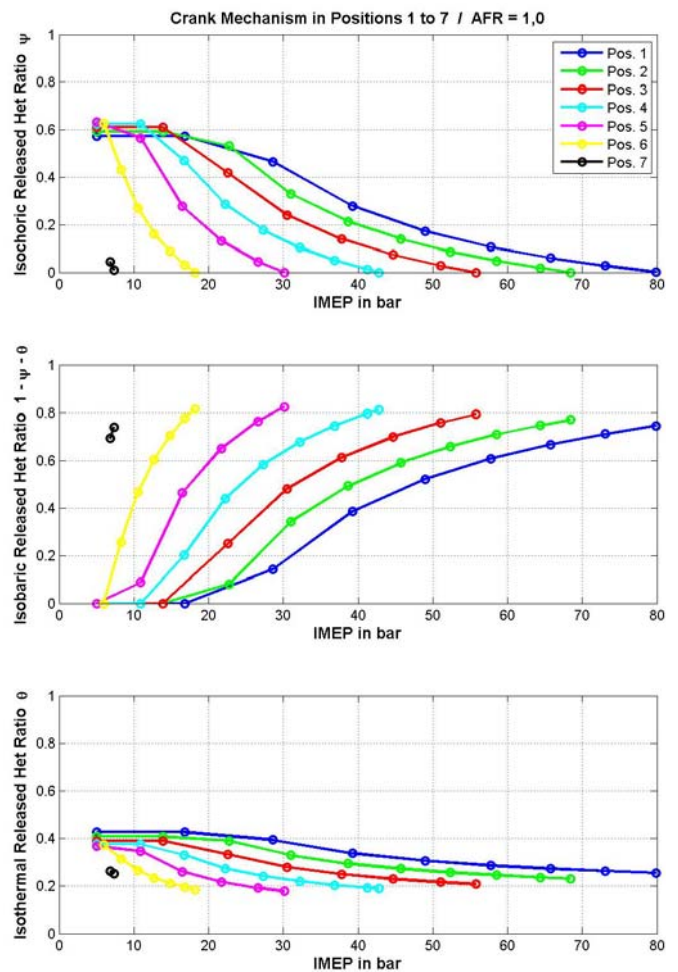 Crank Mechanism in Positions 1 to 7 / AFR = 1,0
Isochoric Released Het Ratio ψ
1
0.8
0.6
0.4
0.2
0
0 10 20 30 40 50 60 70 80
IMEP in bar
Pos. 1
Pos. 2
Pos. 3
Pos. 4
Pos. 5
Pos. 6
Pos. 7
Isobaric Released Het Ratio 1 - ψ - θ
1
0.8
0.6
0.4
0.2
0
0 10 20 30 40 50 60 70 80
IMEP in bar
Isothermal Released Het Ratio θ
1
0.8
0.6
0.4
0.2
0
0 10 20 30 40 50 60 70 80
IMEP in bar